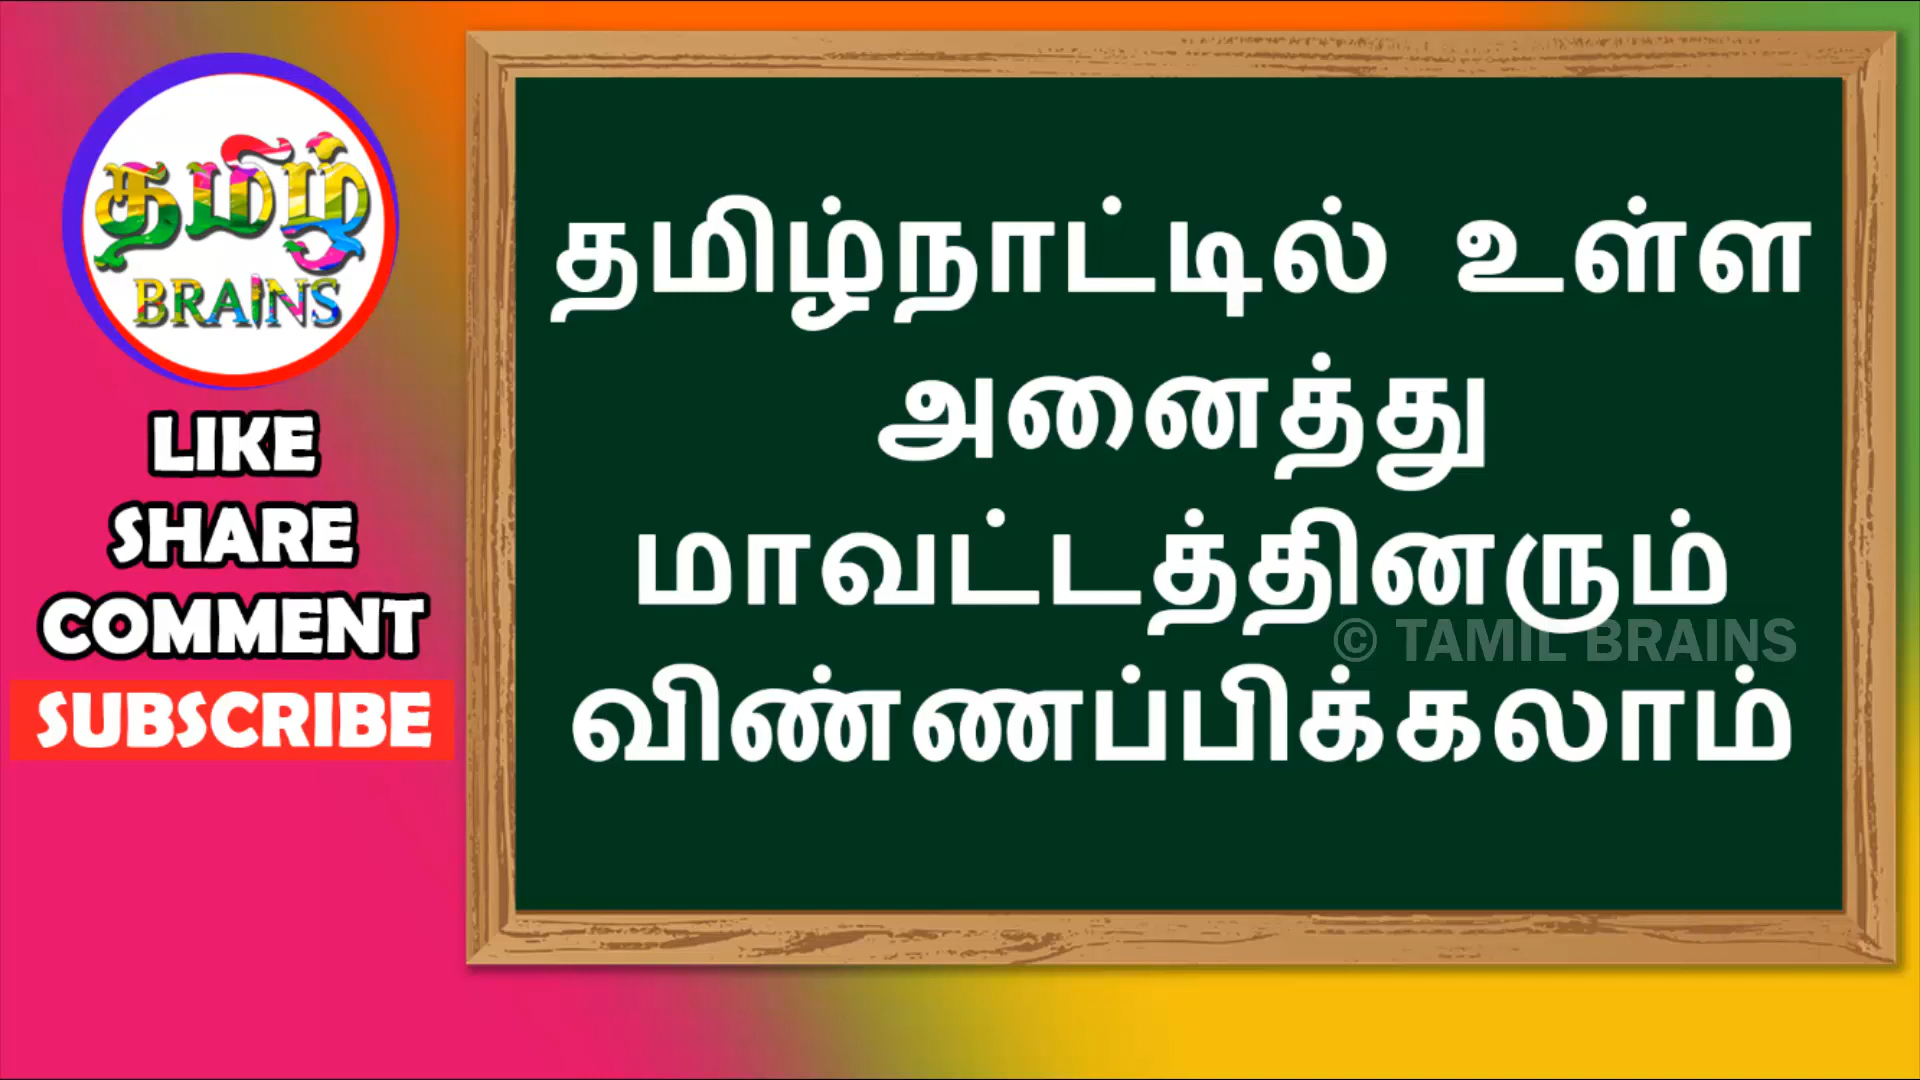 தமிழ்
BRAINS
LIKE
SHARE
COMMENT
SUBSCRIBE
தமிழ்நாட்டில் உள்ள
அனைத்து
மாவட்டத்தினரும்
விண்ணப்பிக்கலாம்
© TAMIL BRAINS